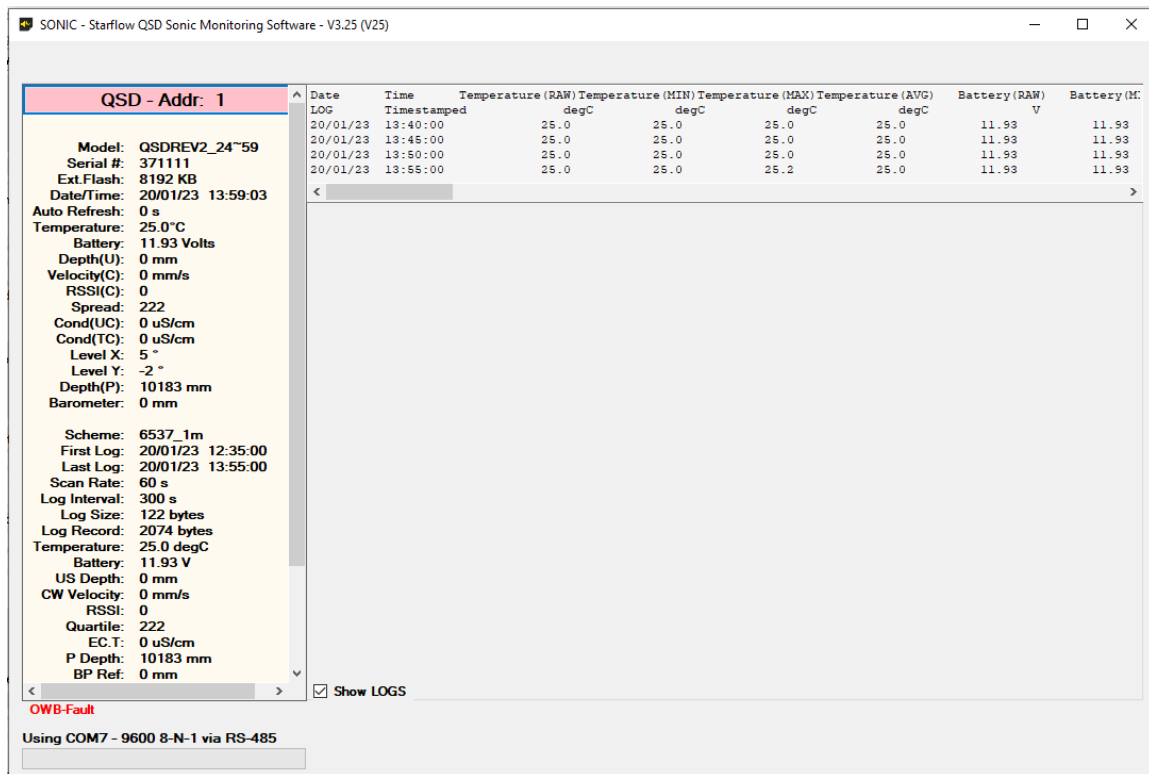 SONIC - Starflow QSD Sonic Monitoring Software - V3.25 (V25)
QSD - Addr: 1
Model: QSDREV2_24~59
Serial #: 371111
Ext.Flash: 8192 KB
Date/Time: 20/01/23 13:59:03
Auto Refresh: 0 s
Temperature: 25.0°C
Battery: 11.93 Volts
Depth(U): 0 mm
Velocity(C): 0 mm/s
RSSI(C): 0
Spread: 222
Cond(UC): 0 uS/cm
Cond(TC): 0 uS/cm
Level X: 5 °
Level Y: -2 °
Depth(P): 10183 mm
Barometer: 0 mm
Scheme: 6537_1m
First Log: 20/01/23 12:35:00
Last Log: 20/01/23 13:55:00
Scan Rate: 60 s
Log Interval: 300 s
Log Size: 122 bytes
Log Record: 2074 bytes
Temperature: 25.0 degC
Battery: 11.93 V
US Depth: 0 mm
CW Velocity: 0 mm/s
RSSI: 0
Quartile: 222
EC.T: 0 uS/cm
P Depth: 10183 mm
BP Ref: 0 mm
Date Time Temperature(RAW) Temperature(MIN) Temperature(MAX) Temperature(AVG) Battery(RAW) Battery(M
LOG Timestamped degC degC degC degC V
20/01/23 13:40:00 25.0 25.0 25.0 25.0 11.93 11.93
20/01/23 13:45:00 25.0 25.0 25.0 25.0 11.93 11.93
20/01/23 13:50:00 25.0 25.0 25.0 25.0 11.93 11.93
20/01/23 13:55:00 25.0 25.0 25.2 25.0 11.93 11.93
Show LOGS
OWB-Fault
Using COM7 - 9600 8-N-1 via RS-485